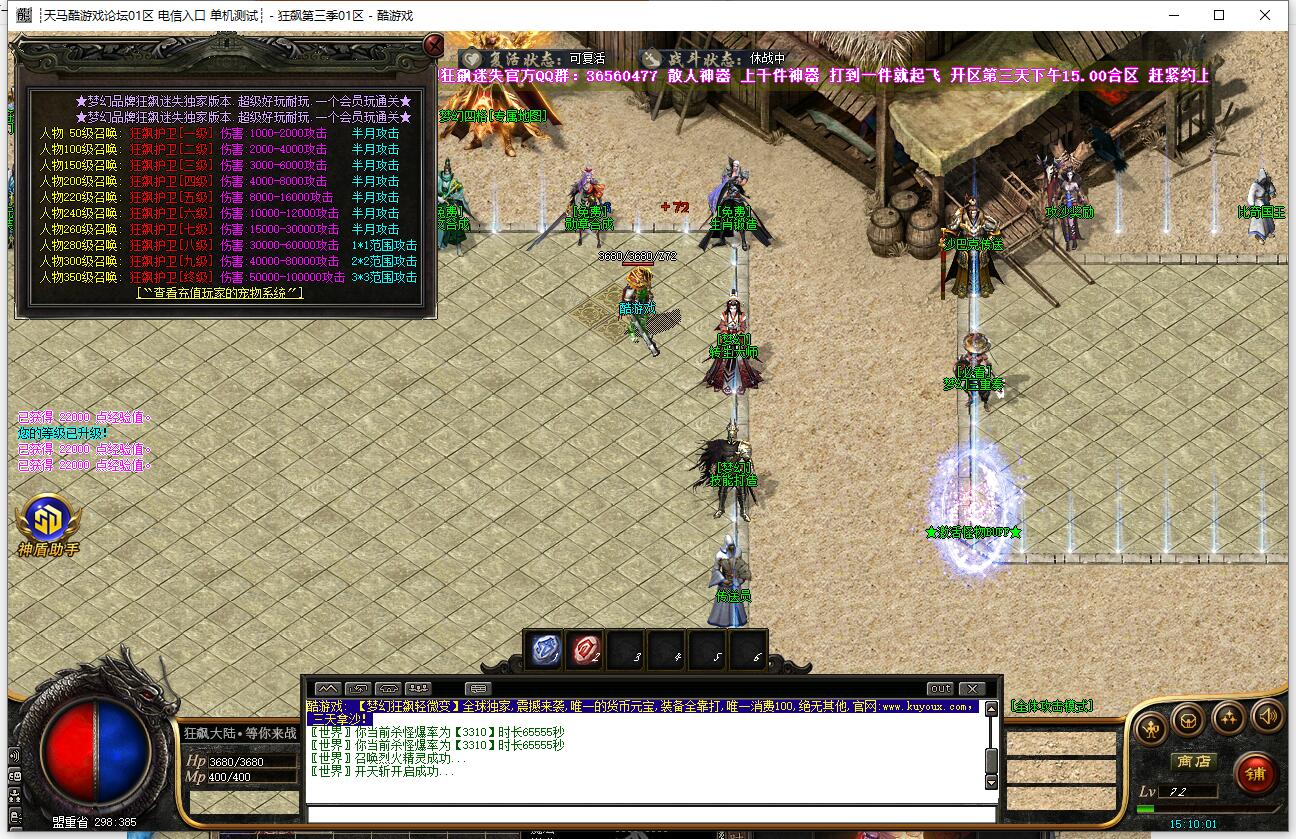 天马酷游戏论坛01区 电信入口 单机测试 - 狂飙第三季01区 - 酷游戏
复活状态: 可复活 战斗状态: 休战中
狂飙迷失官方QQ群：36560477 散人神器 上千件神器 打到一件就起飞 开区第三天下午15.00合区 赶紧约上
★梦幻品牌狂飙迷失独家版本.超级好玩耐玩.一个会员玩通关★
★梦幻品牌狂飙迷失独家版本.超级好玩耐玩.一个会员玩通关★
人物 50级召唤: 狂飙护卫[一级] 伤害:1000-2000攻击 半月攻击
人物100级召唤: 狂飙护卫[二级] 伤害:2000-4000攻击 半月攻击
人物150级召唤: 狂飙护卫[三级] 伤害:3000-6000攻击 半月攻击
人物200级召唤: 狂飙护卫[四级] 伤害:4000-8000攻击 半月攻击
人物220级召唤: 狂飙护卫[五级] 伤害:8000-16000攻击 半月攻击
人物240级召唤: 狂飙护卫[六级] 伤害:10000-12000攻击 半月攻击
人物260级召唤: 狂飙护卫[七级] 伤害:15000-30000攻击 半月攻击
人物280级召唤: 狂飙护卫[八级] 伤害:30000-60000攻击 1*1范围攻击
人物300级召唤: 狂飙护卫[九级] 伤害:40000-80000攻击 2*2范围攻击
人物350级召唤: 狂飙护卫[终级] 伤害:50000-100000攻击 3*3范围攻击
[〝查看充值玩家的宠物系统〞]
梦幻四格[专属地图]
[免费]
勋章合成
+72
[免费]
生肖锻造
攻沙奖励
比奇国王
沙巴克传送
3680/3680/Z72
酷游戏
[梦幻]
转生大师
[必看]
梦幻三重奏
[梦幻]
技能打造
★激活怪物BUFF★
传送员
已获得 22000 点经验值。
您的等级已升级!
已获得 22000 点经验值。
已获得 22000 点经验值。
神盾助手
1 2 3 4 5 6
out
酷游戏: 【梦幻狂飙轻微变】全球独家,震撼来袭,唯一的货币元宝,装备全靠打,唯一消费100,绝无其他,官网:www.kuyoux.com，
三天拿沙!
〖世界〗你当前杀怪爆率为【3310】时长65555秒
〖世界〗你当前杀怪爆率为【3310】时长65555秒
〖世界〗召唤烈火精灵成功...
〖世界〗开天斩开启成功...
[全体攻击模式]
狂飙大陆·等你来战
Hp 3680/3680
Mp 400/400
盟重省 298:385
商店
铺
Lv 72
15:10:01